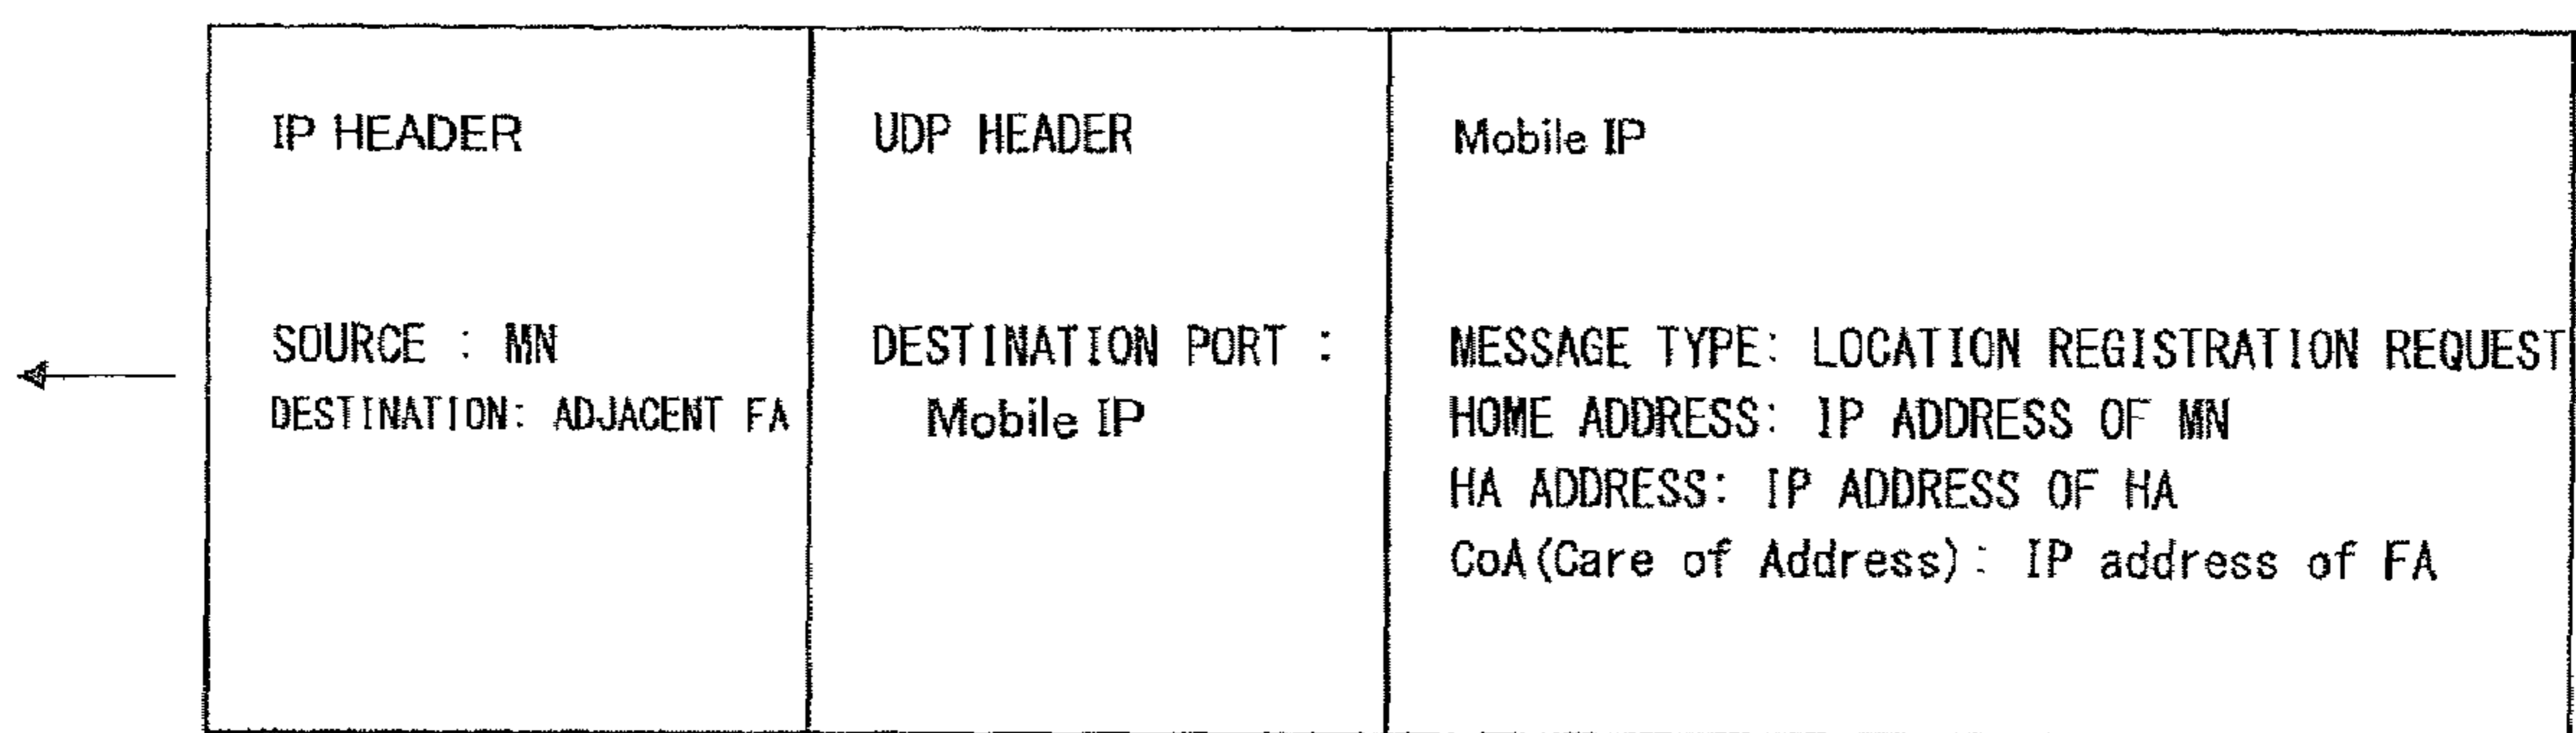 IP HEADER
SOURCE : MN
DESTINATION: ADJACENT FA
UDP HEADER
DESTINATION PORT :
Mobile IP
Mobile IP
MESSAGE TYPE: LOCATION REGISTRATION REQUEST
HOME ADDRESS: IP ADDRESS OF MN
HA ADDRESS: IP ADDRESS OF HA
CoA(Care of Address): IP address of FA